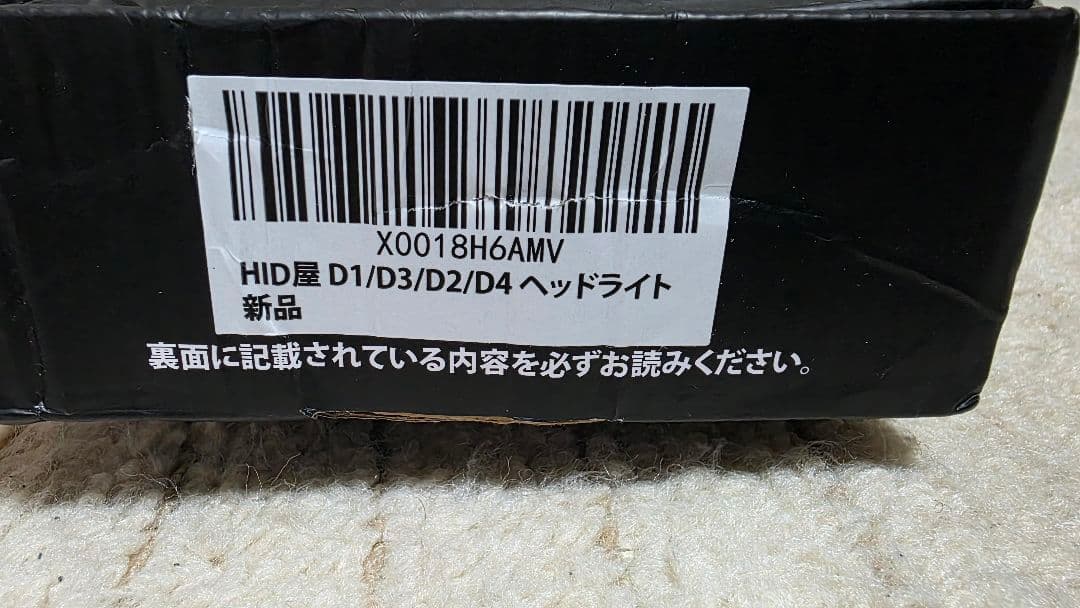 X0018H6AMV
HID屋 D1/D3/D2/D4 ヘッドライト
新品
裏面に記載されている内容を必ずお読みください。